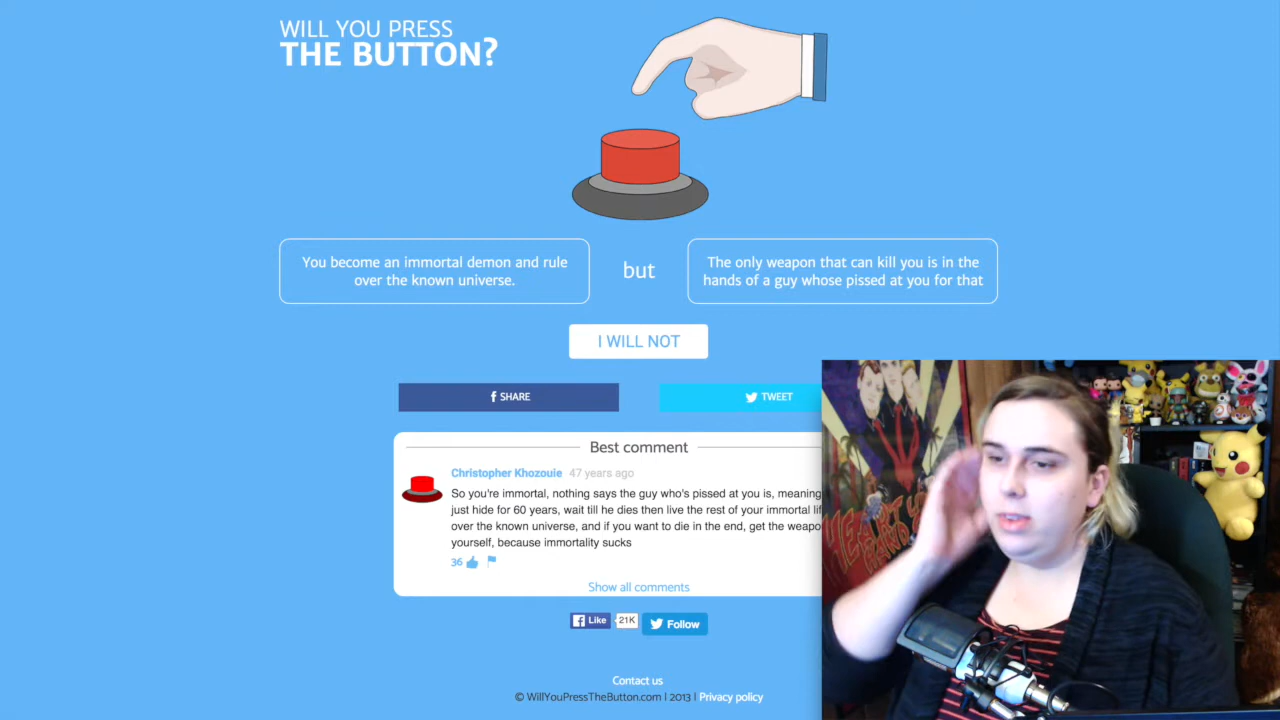 WILL YOU PRESS
THE BUTTON?
You become an immortal demon and rule
over the known universe.
but
The only weapon that can kill you is in the
hands of a guy whose pissed at you for that
I WILL NOT
f SHARE
TWEET
Best comment
Christopher Khozouie 47 years ago
So you're immortal, nothing says the guy who's pissed at you is, meaning
just hide for 60 years, wait till he dies then live the rest of your immortal
over the known universe, and if you want to die in the end, get the
yourself, because immortality sucks
36
Show all comments
Like 21K
Follow
Contact us
© WillYouPressTheButton.com | 2013 | Privacy policy